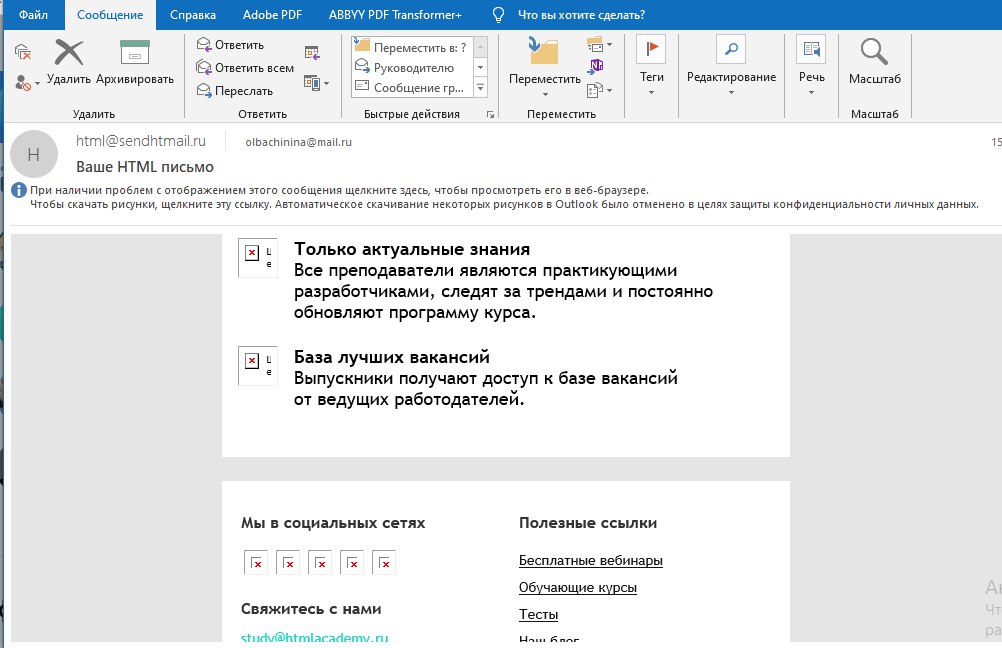 Файл Сообщение Справка Adobe PDF ABBYY PDF Transformer+ Что вы хотите сделать?
Удалить Архивировать
Удалить
Ответить
Ответить всем
Переслать
Ответить
Переместить в: ?
Руководителю
Сообщение гр...
Быстрые действия
Переместить
Переместить
Теги
Редактирование
Речь
Масштаб
Масштаб
H
html@sendhtmail.ru olbachinina@mail.ru 15
Ваше HTML письмо
При наличии проблем с отображением этого сообщения щелкните здесь, чтобы просмотреть его в веб-браузере.
Чтобы скачать рисунки, щелкните эту ссылку. Автоматическое скачивание некоторых рисунков в Outlook было отменено в целях защиты конфиденциальности личных данных.
Только актуальные знания
Все преподаватели являются практикующими
разработчиками, следят за трендами и постоянно
обновляют программу курса.
База лучших вакансий
Выпускники получают доступ к базе вакансий
от ведущих работодателей.
Мы в социальных сетях
Свяжитесь с нами
study@htmlacademy.ru
Полезные ссылки
Бесплатные вебинары
Обучающие курсы
Тесты
Наш блог